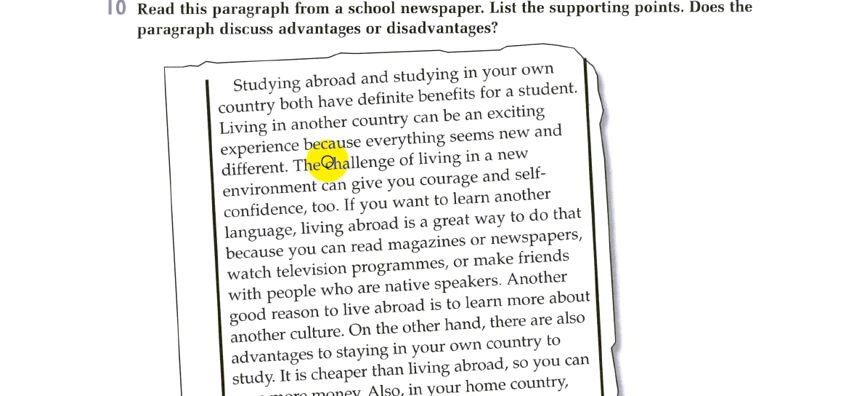 10 Read this paragraph from a school newspaper. List the supporting points. Does the
paragraph discuss advantages or disadvantages?
Studying abroad and studying in your own
country both have definite benefits for a student.
Living in another country can be an exciting
experience because everything seems new and
different. The challenge of living in a new
environment can give you courage and self-
confidence, too. If you want to learn another
language, living abroad is a great way to do that
because you can read magazines or newspapers,
watch television programmes, or make friends
with people who are native speakers. Another
good reason to live abroad is to learn more about
another culture. On the other hand, there are also
advantages to staying in your own country to
study. It is cheaper than living abroad, so you can
more money. Also, in your home country,